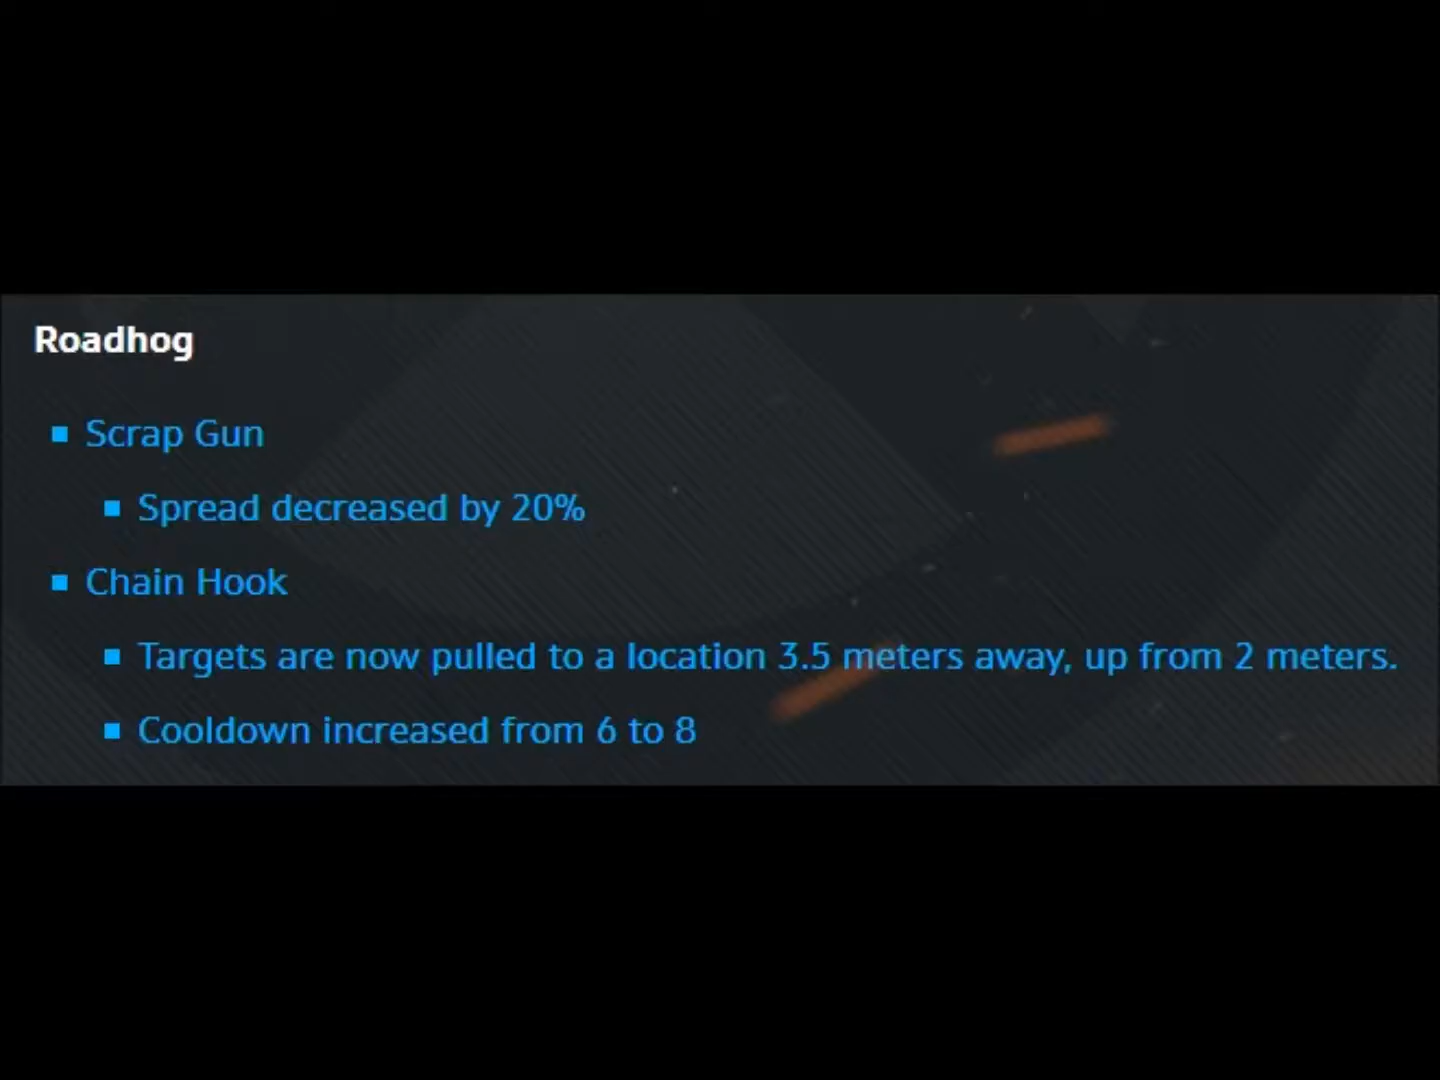 Roadhog
Scrap Gun
Spread decreased by 20%
Chain Hook
Targets are now pulled to a location 3.5 meters away, up from 2 meters.
Cooldown increased from 6 to 8